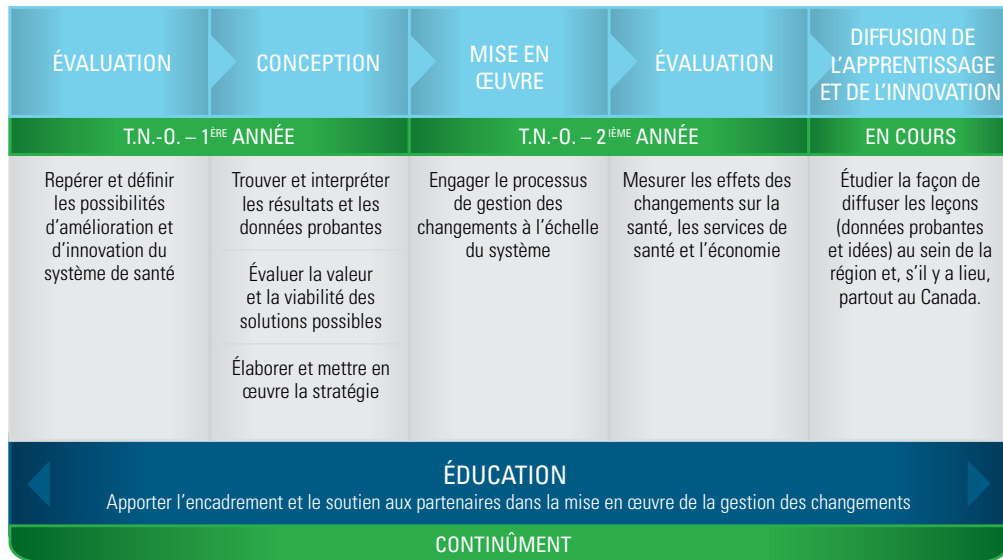 ÉVALUATION
CONCEPTION
MISE EN
ŒUVRE
ÉVALUATION
DIFFUSION DE
L'APPRENTISSAGE
ET DE L'INNOVATION
T.N.-O. – 1ÈRE ANNÉE
T.N.-O. – 2IÈME ANNÉE
EN COURS
Repérer et définir
les possibilités
d'amélioration et
d'innovation du
système de santé
Trouver et interpréter
les résultats et les
données probantes
Évaluer la valeur
et la viabilité des
solutions possibles
Élaborer et mettre en
œuvre la stratégie
Engager le processus
de gestion des
changements à l'échelle
du système
Mesurer les effets des
changements sur la
santé, les services de
santé et l'économie
Étudier la façon de
diffuser les leçons
(données probantes
et idées) au sein de la
région et, s'il y a lieu,
partout au Canada.
ÉDUCATION
Apporter l'encadrement et le soutien aux partenaires dans la mise en œuvre de la gestion des changements
CONTINÛMENT